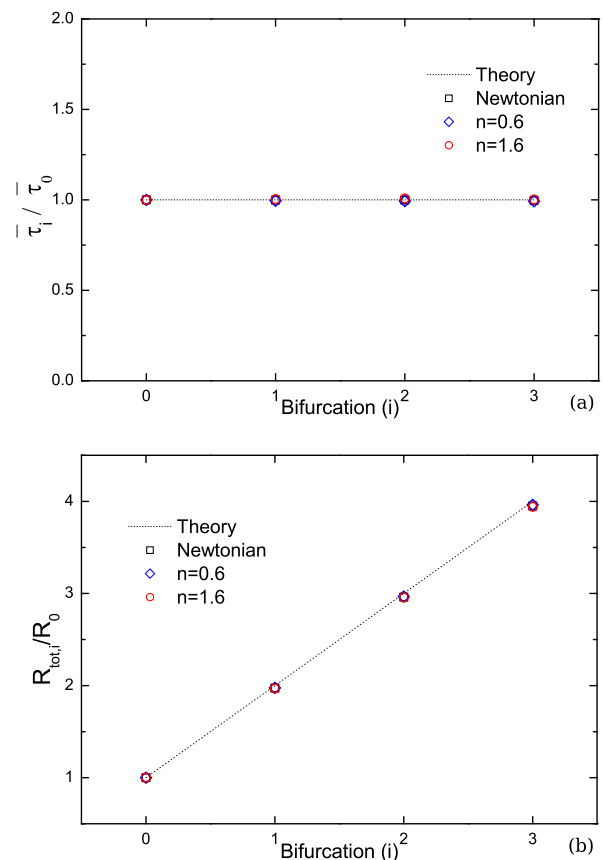 2.0
Theory
Newtonian
n=0.6
n=1.6
1.5
1.0
0.5
0.0
τ̅i / τ̅0
0 1 2 3
Bifurcation (i)
(a)
4
3
2
1
Theory
Newtonian
n=0.6
n=1.6
Rtot,i/R0
0 1 2 3
Bifurcation (i)
(b)